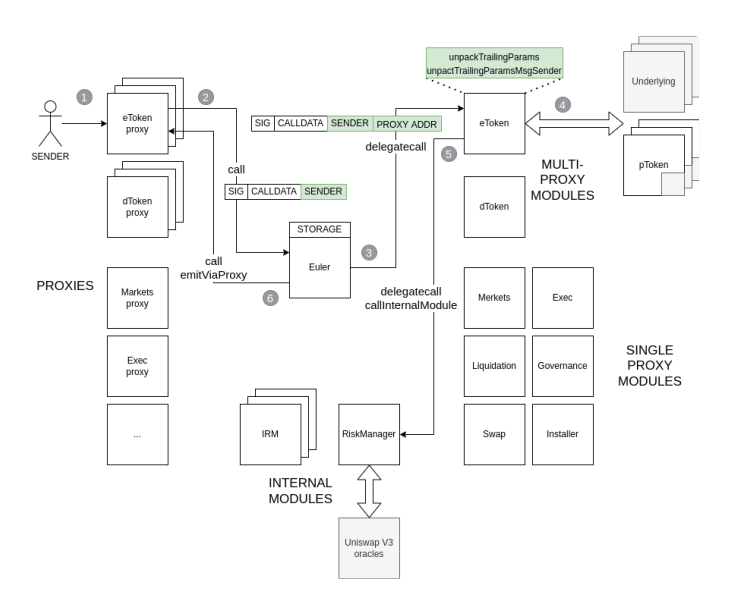 unpackTrailingParams
unpactTrailingParamsMsgSender
Underlying
1
2
4
eToken
proxy
SENDER
SIG CALLDATA SENDER PROXY ADDR
delegatecall
eToken
5
MULTI-
PROXY
MODULES
pToken
call
SIG CALLDATA SENDER
dToken
proxy
dToken
STORAGE
Euler
3
call
emitViaProxy
6
delegatecall
callInternalModule
PROXIES
Markets
proxy
Merkets
Exec
Exec
proxy
Liquidation
Governance
SINGLE
PROXY
MODULES
...
IRM
RiskManager
Swap
Installer
INTERNAL
MODULES
Uniswap V3
oracles